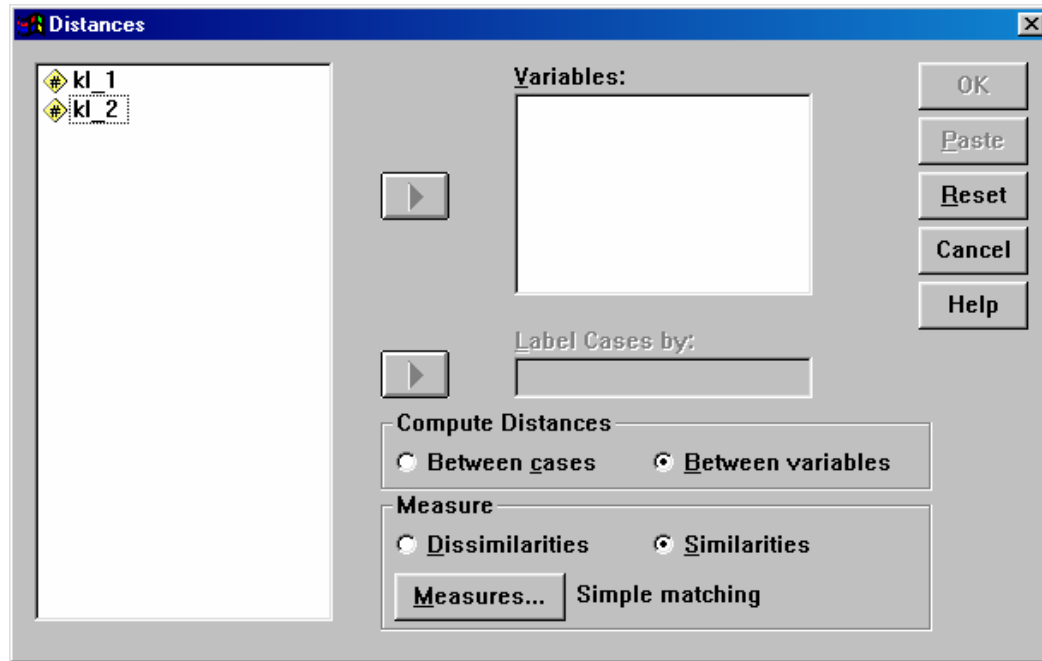 Distances
kl_1
kl_2
Variables:
Label Cases by:
Compute Distances
Between cases
Between variables
Measure
Dissimilarities
Similarities
Measures...
Simple matching
OK
Paste
Reset
Cancel
Help